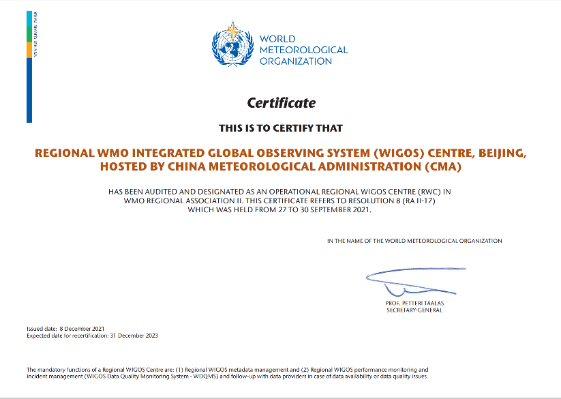 WORLD
METEOROLOGICAL
ORGANIZATION
Certificate
THIS IS TO CERTIFY THAT
REGIONAL WMO INTEGRATED GLOBAL OBSERVING SYSTEM (WIGOS) CENTRE, BEIJING,
HOSTED BY CHINA METEOROLOGICAL ADMINISTRATION (CMA)
HAS BEEN AUDITED AND DESIGNATED AS AN OPERATIONAL REGIONAL WIGOS CENTRE (RWC) IN
WMO REGIONAL ASSOCIATION II. THIS CERTIFICATE REFERS TO RESOLUTION 8 (RA II-17)
WHICH WAS HELD FROM 27 TO 30 SEPTEMBER 2021.
IN THE NAME OF THE WORLD METEOROLOGICAL ORGANIZATION
PROF. PETTERI TAALAS
SECRETARY-GENERAL
Issued date: 8 December 2021
Expected date for recertification: 31 December 2023
The mandatory functions of a Regional WIGOS Centre are: (1) Regional WIGOS metadata management and (2) Regional WIGOS performance monitoring and
incident management (WIGOS Data Quality Monitoring System - WDQMS) and follow-up with data providers in case of data availability or data quality issues.